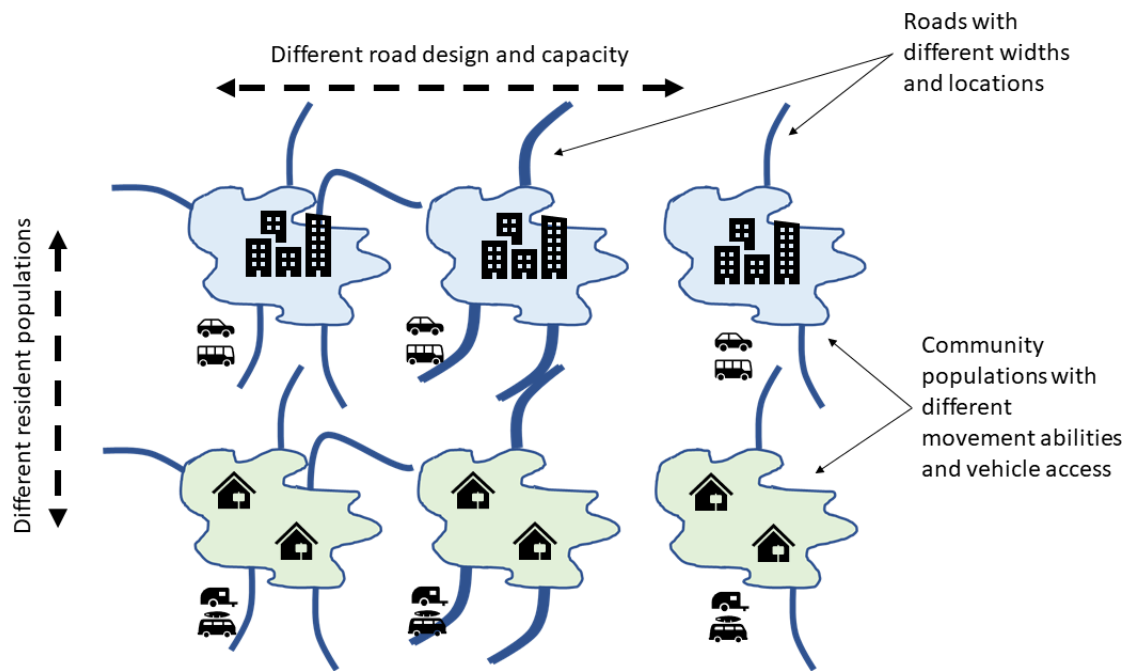 Different road design and capacity
Roads with
different widths
and locations
Different resident populations
Community
populations with
different
movement abilities
and vehicle access